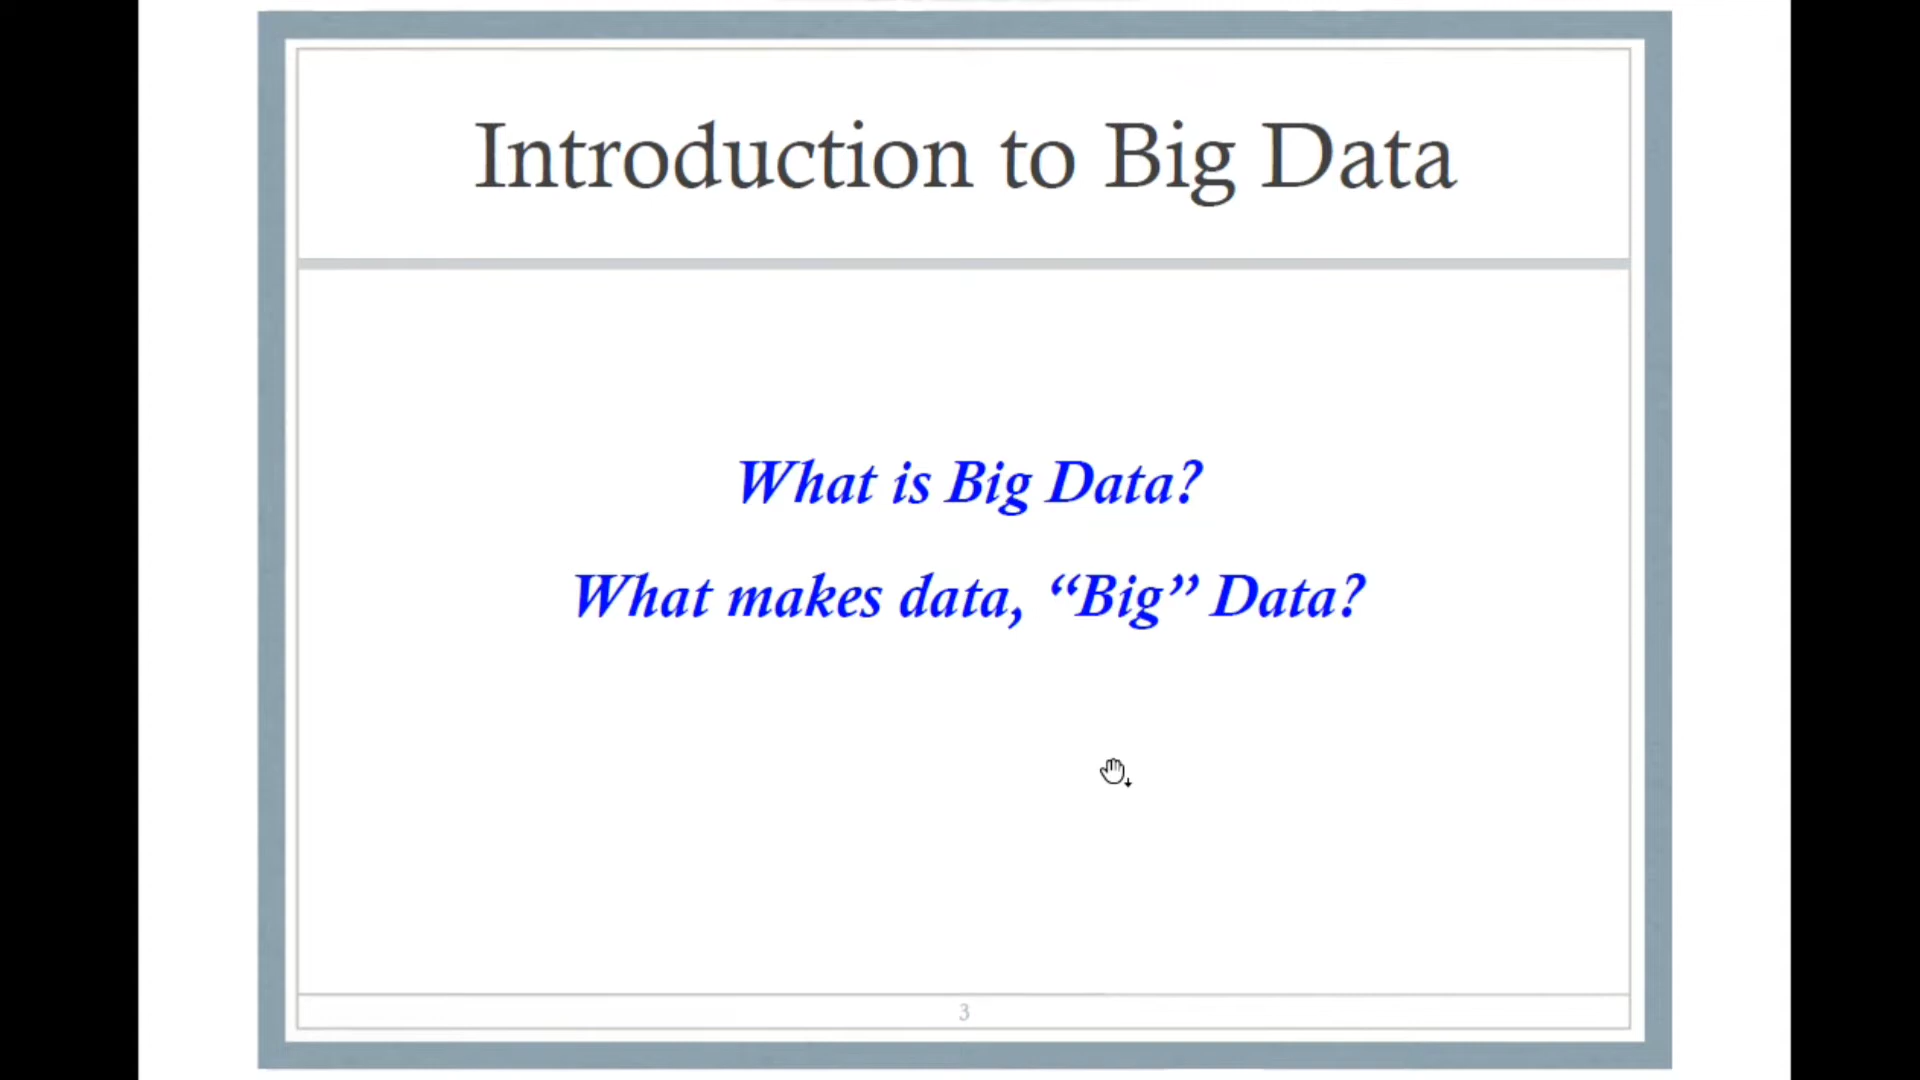 Introduction to Big Data
What is Big Data?
What makes data, “Big” Data?
3